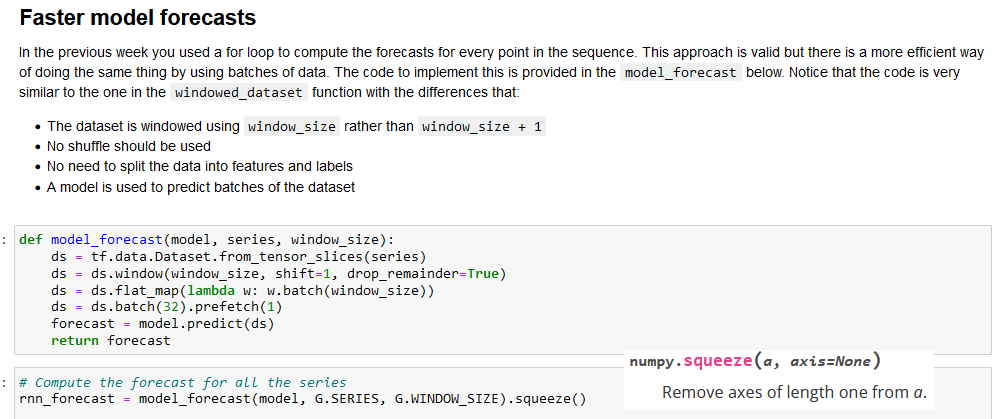 Faster model forecasts
In the previous week you used a for loop to compute the forecasts for every point in the sequence. This approach is valid but there is a more efficient way
of doing the same thing by using batches of data. The code to implement this is provided in the model_forecast below. Notice that the code is very
similar to the one in the windowed_dataset function with the differences that:
• The dataset is windowed using window_size rather than window_size + 1
• No shuffle should be used
• No need to split the data into features and labels
• A model is used to predict batches of the dataset
: def model_forecast(model, series, window_size):
    ds = tf.data.Dataset.from_tensor_slices(series)
    ds = ds.window(window_size, shift=1, drop_remainder=True)
    ds = ds.flat_map(lambda w: w.batch(window_size))
    ds = ds.batch(32).prefetch(1)
    forecast = model.predict(ds)
    return forecast
numpy.squeeze(a, axis=None)
: # Compute the forecast for all the series
Remove axes of length one from a.
rnn_forecast = model_forecast(model, G.SERIES, G.WINDOW_SIZE).squeeze()